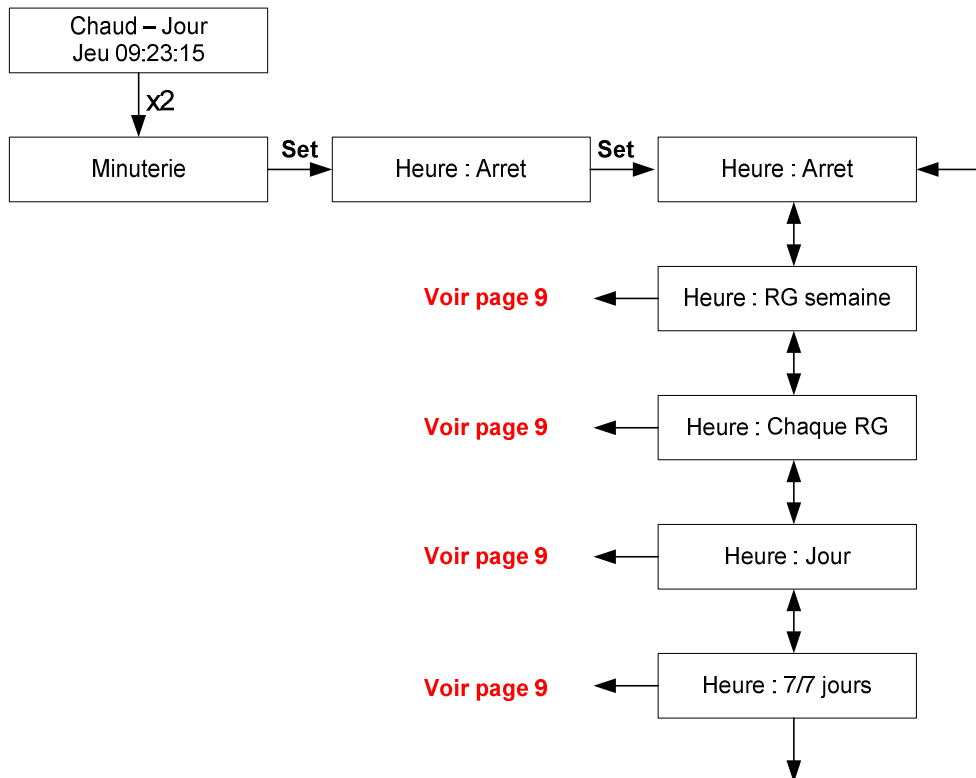 Chaud – Jour
Jeu 09:23:15
x2
Minuterie
Set
Heure : Arret
Set
Heure : Arret
Voir page 9
Heure : RG semaine
Voir page 9
Heure : Chaque RG
Voir page 9
Heure : Jour
Voir page 9
Heure : 7/7 jours